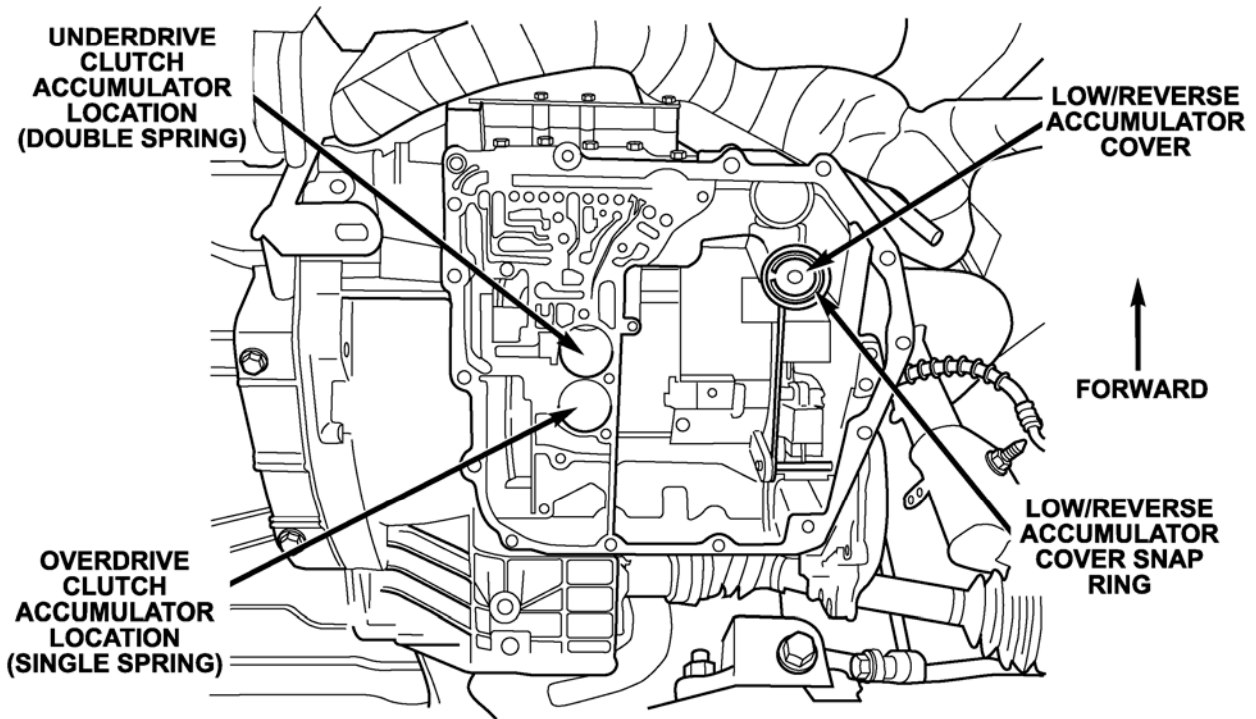 UNDERDRIVE
CLUTCH
ACCUMULATOR
LOCATION
(DOUBLE SPRING)
LOW/REVERSE
ACCUMULATOR
COVER
FORWARD
OVERDRIVE
CLUTCH
ACCUMULATOR
LOCATION
(SINGLE SPRING)
LOW/REVERSE
ACCUMULATOR
COVER SNAP
RING